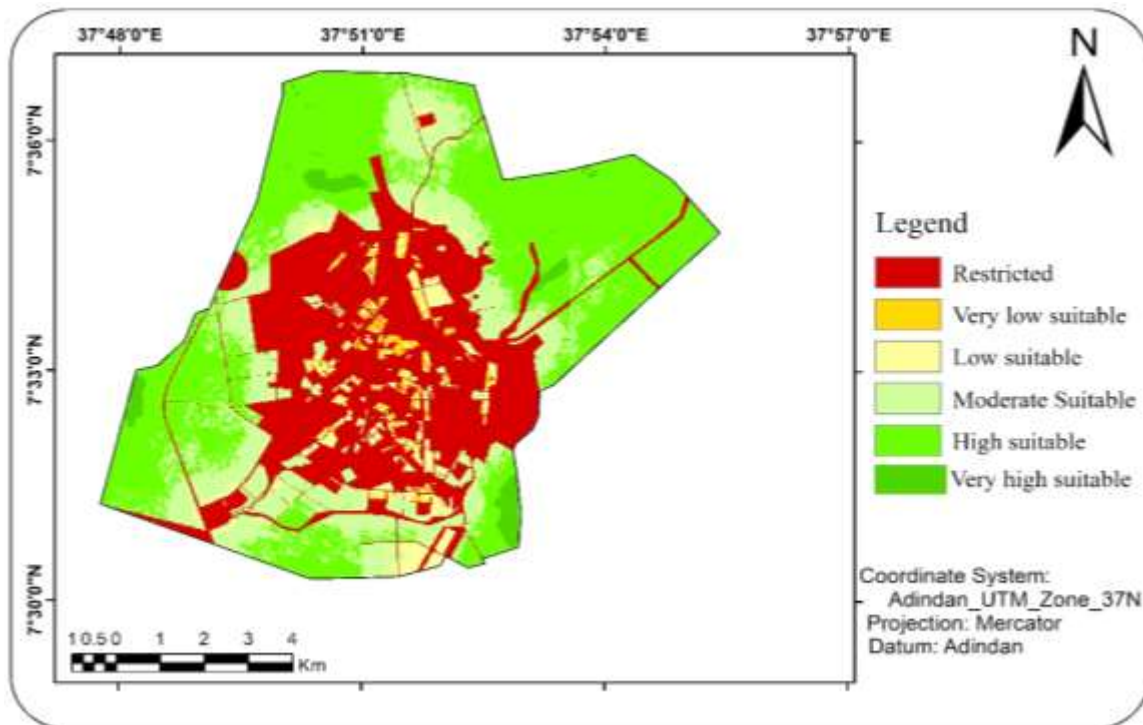 37°48'0"E 37°51'0"E 37°54'0"E 37°57'0"E
N
7°36'0"N
7°33'0"N
7°30'0"N
Legend
Restricted
Very low suitable
Low suitable
Moderate Suitable
High suitable
Very high suitable
Coordinate System:
Adindan_UTM_Zone_37N
Projection: Mercator
Datum: Adindan
1 0.5 0 1 2 3 4
Km